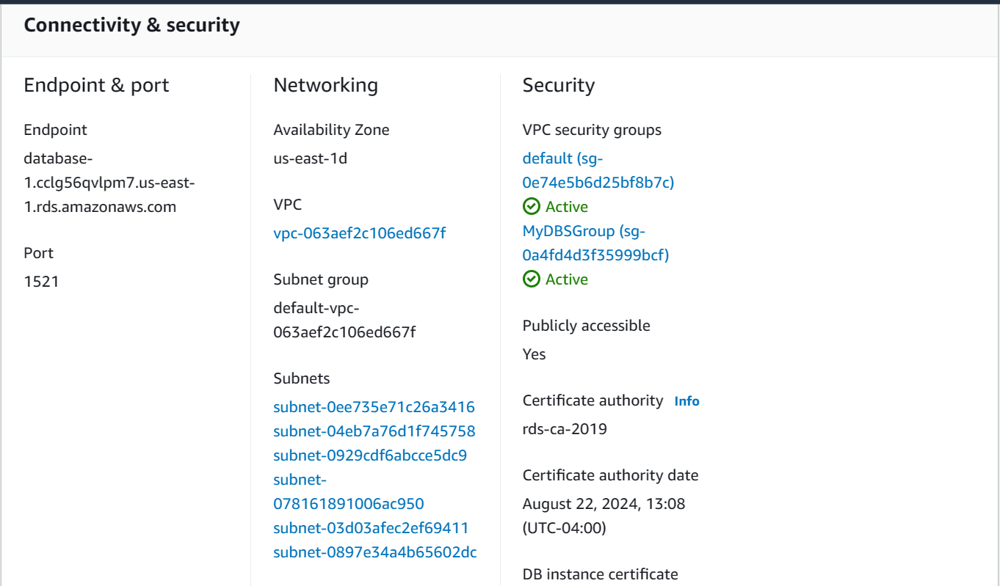 Connectivity & security
Endpoint & port
Endpoint
database-
1.cclg56qvlpm7.us-east-
1.rds.amazonaws.com
Port
1521
Networking
Availability Zone
us-east-1d
VPC
vpc-063aef2c106ed667f
Subnet group
default-vpc-
063aef2c106ed667f
Subnets
subnet-0ee735e71c26a3416
subnet-04eb7a76d1f745758
subnet-0929cdf6abcce5dc9
subnet-
078161891006ac950
subnet-03d03afec2ef69411
subnet-0897e34a4b65602dc
Security
VPC security groups
default (sg-
0e74e5b6d25bf8b7c)
Active
MyDBSGroup (sg-
0a4fd4d3f35999bcf)
Active
Publicly accessible
Yes
Certificate authority Info
rds-ca-2019
Certificate authority date
August 22, 2024, 13:08
(UTC-04:00)
DB instance certificate